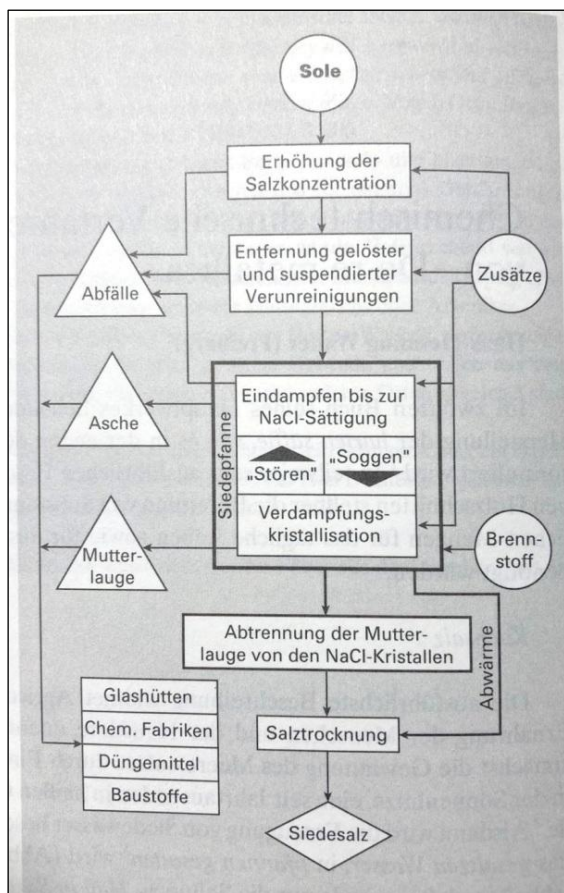 Sole
Erhöhung der
Salzkonzentration
Entfernung gelöster
und suspendierter
Verunreinigungen
Zusätze
Abfälle
Siedepfanne
Eindampfen bis zur
NaCl-Sättigung
„Stören"
„Soggen"
Verdampfungs-
kristallisation
Asche
Mutter-
lauge
Brenn-
stoff
Abtrennung der Mutter-
lauge von den NaCl-Kristallen
Abwärme
Glashütten
Chem. Fabriken
Düngemittel
Baustoffe
Salztrocknung
Siedesalz